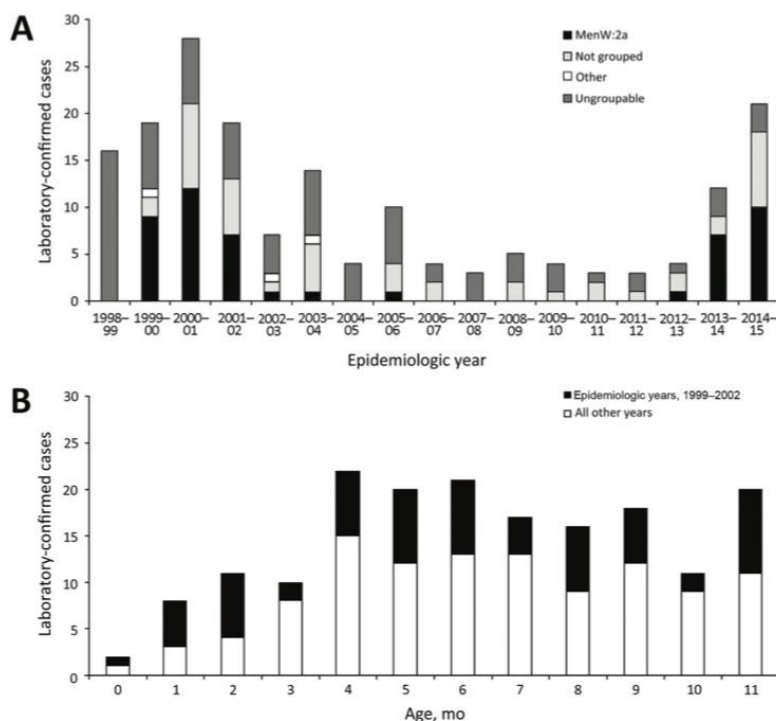 A
30
25
20
15
10
5
0
Laboratory-confirmed cases
MenW:2a
Not grouped
Other
Ungroupable
1998– 1999– 2000– 2001– 2002– 2003– 2004– 2005– 2006– 2007– 2008– 2009– 2010– 2011– 2012– 2013– 2014–
99 00 01 02 03 04 05 06 07 08 09 10 11 12 13 14 15
Epidemiologic year
B
30
25
20
15
10
5
0
Laboratory-confirmed cases
Epidemiologic years, 1999–2002
All other years
0 1 2 3 4 5 6 7 8 9 10 11
Age, mo